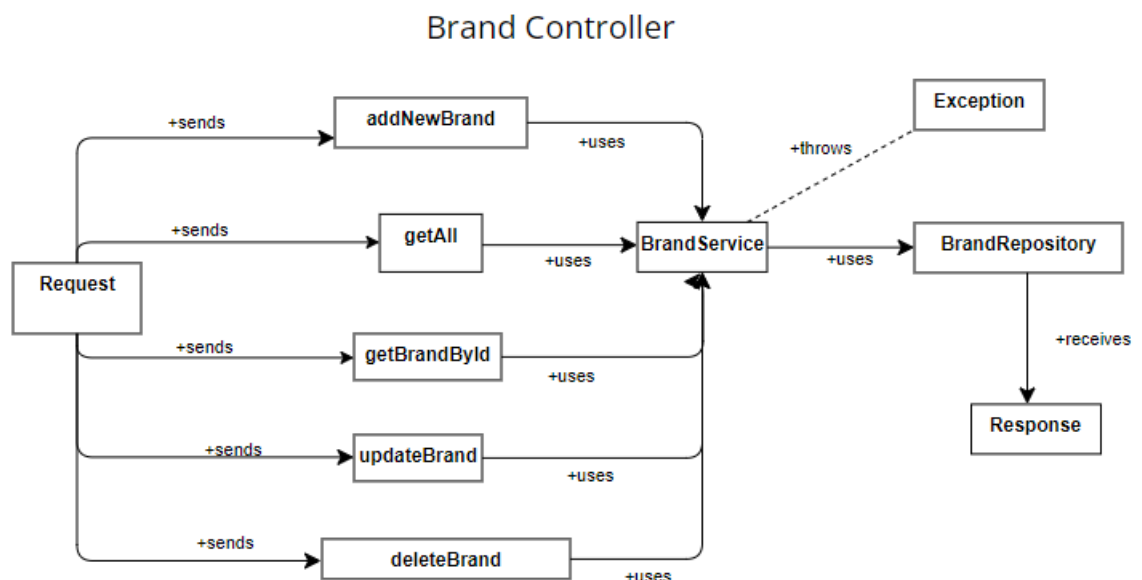 Brand Controller
Exception
+sends
addNewBrand
+uses
+throws
+sends
getAll
+uses
BrandService
+uses
BrandRepository
Request
+sends
getBrandById
+uses
+receives
+sends
updateBrand
+uses
Response
+sends
deleteBrand
+uses